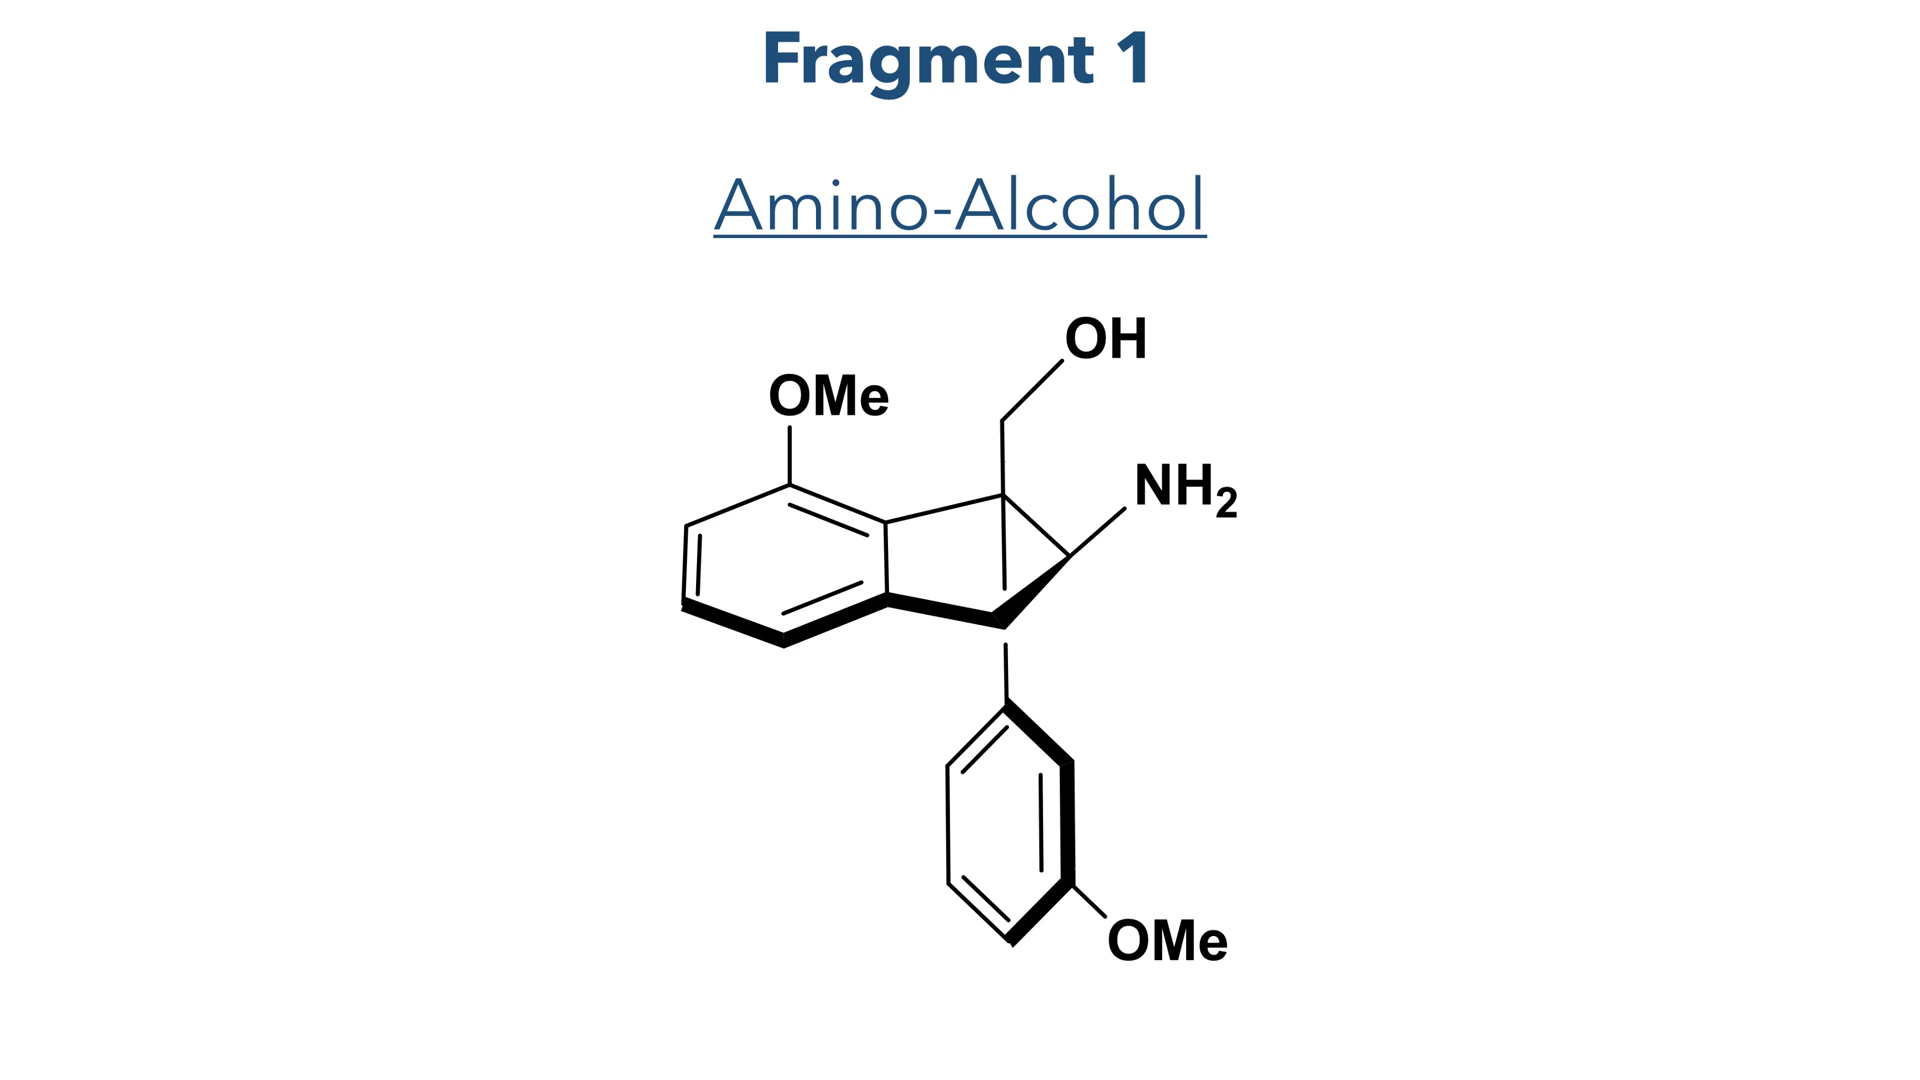 Fragment 1
Amino-Alcohol
OH
OMe
NH₂
OMe